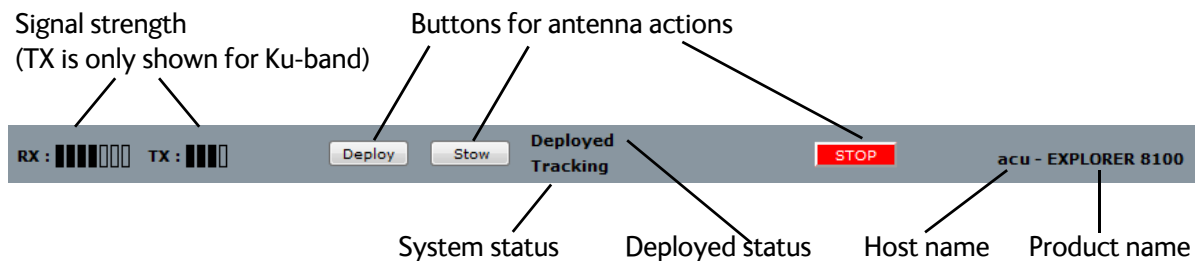 Signal strength
(TX is only shown for Ku-band)
Buttons for antenna actions
RX : TX : Deploy Stow Deployed STOP acu - EXPLORER 8100
Tracking
System status Deployed status Host name Product name